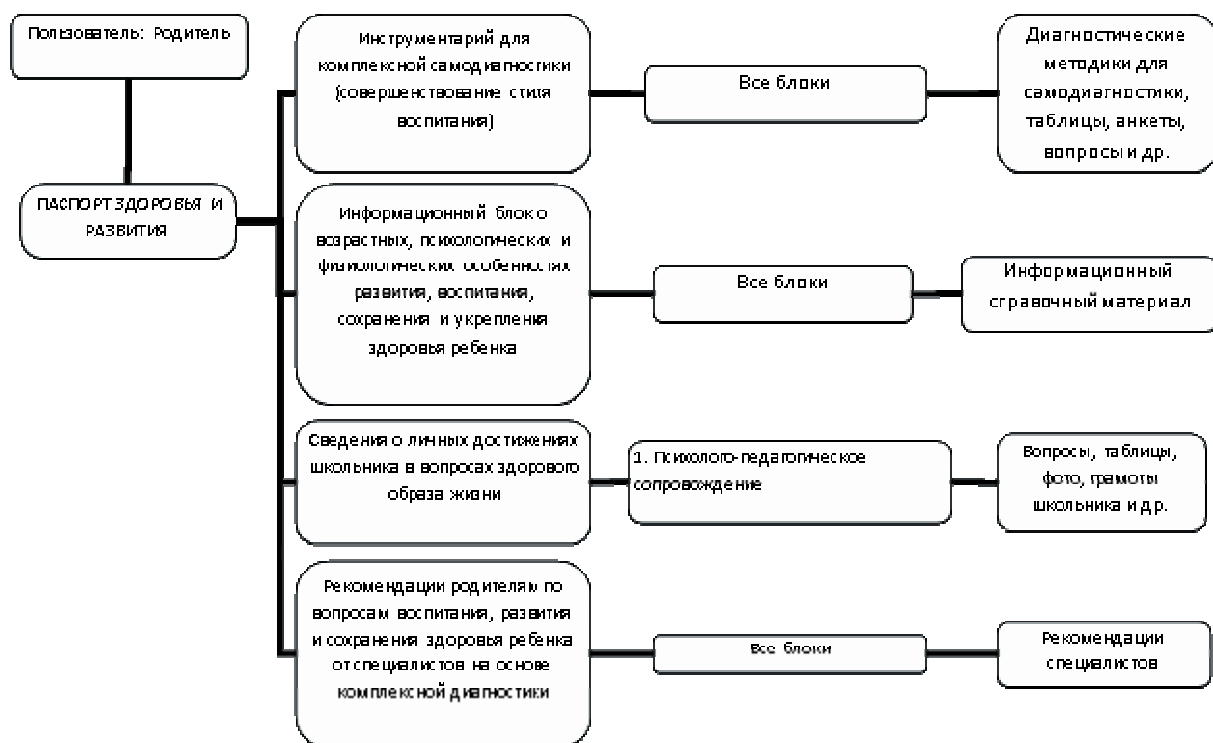 Пользователь: Родитель
ПАСПОРТ ЗДОРОВЬЯ И
РАЗВИТИЯ
Инструментарий для
комплексной самодиагностики
(совершенствование стиля
воспитания)
Все блоки
Диагностические
методики для
самодиагностики,
таблицы, анкеты,
вопросы и др.
Информационный блок о
возрастных, психологических и
физиологических особенностях
развития, воспитания,
сохранения и укрепления
здоровья ребенка
Все блоки
Информационный
справочный материал
Сведения о личных достижениях
школьника в вопросах здорового
образа жизни
1. Психолого-педагогическое
сопровождение
Вопросы, таблицы,
фото, грамоты
школьника и др.
Рекомендации родителям по
вопросам воспитания, развития
и сохранения здоровья ребенка
от специалистов на основе
комплексной диагностики
Все блоки
Рекомендации
специалистов